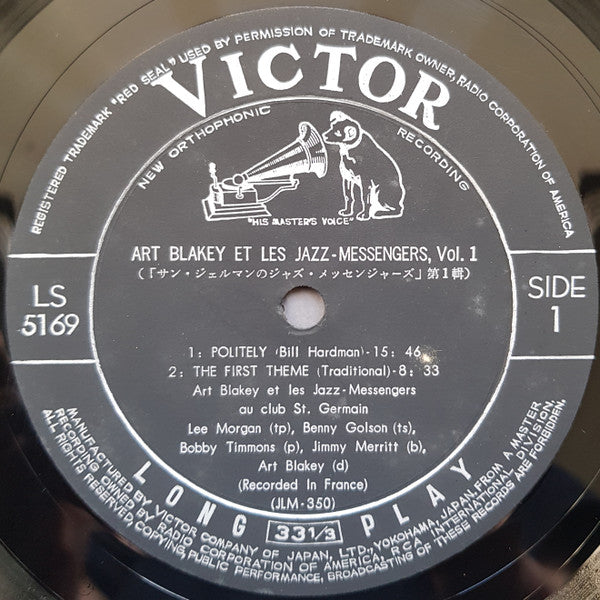 REGISTERED TRADEMARK "RED SEAL" USED BY PERMISSION OF TRADEMARK OWNER, RADIO CORPORATION OF AMERICA
VICTOR
NEW ORTHOPHONIC RECORDING
"HIS MASTER'S VOICE"
ART BLAKEY ET LES JAZZ-MESSENGERS, Vol. 1
(「サン・ジェルマンのジャズ・メッセンジャーズ」第1輯)
LS
5169
SIDE
1
1: POLITELY (Bill Hardman)-15: 46
2: THE FIRST THEME (Traditional)-8: 33
Art Blakey et les Jazz-Messengers
au club St. Germain
Lee Morgan (tp), Benny Golson (ts),
Bobby Timmons (p), Jimmy Merritt (b),
Art Blakey (d)
(Recorded In France)
(JLM-350)
LONG 33 1/3 PLAY
MANUFACTURED BY VICTOR COMPANY OF JAPAN, LTD., YOKOHAMA, JAPAN, FROM A MASTER
RECORDING OWNED BY RADIO CORPORATION OF AMERICA, RCA INTERNATIONAL DIVISION.
ALL RIGHTS RESERVED, COPYING, PUBLIC PERFORMANCE, BROADCASTING OF THESE RECORDS ARE FORBIDDEN.